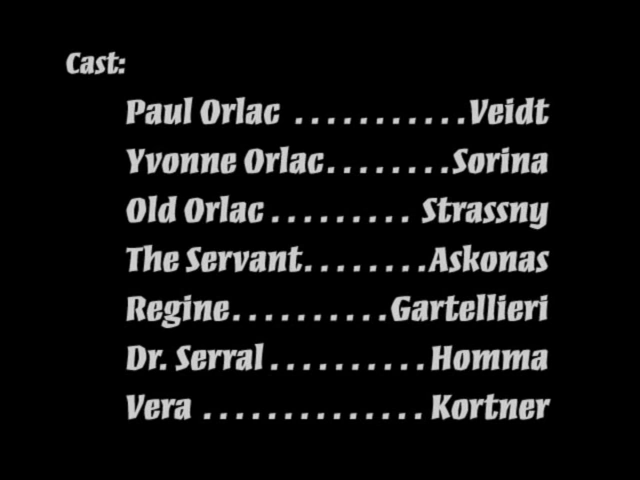 Cast:
Paul Orlac ...........Veidt
Yvonne Orlac........Sorina
Old Orlac ......... Strassny
The Servant........Askonas
Regine..........Gartellieri
Dr. Serral ..........Homma
Vera .............. Kortner